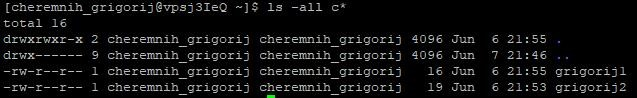 [cheremnih_grigorij@vpsj3IeQ ~]$ ls -all c*
total 16
drwxrwxr-x 2 cheremnih_grigorij cheremnih_grigorij 4096 Jun  6 21:55 .
drwx------ 9 cheremnih_grigorij cheremnih_grigorij 4096 Jun  7 21:46 ..
-rw-r--r-- 1 cheremnih_grigorij cheremnih_grigorij   16 Jun  6 21:55 grigorij1
-rw-r--r-- 1 cheremnih_grigorij cheremnih_grigorij   19 Jun  6 21:53 grigorij2